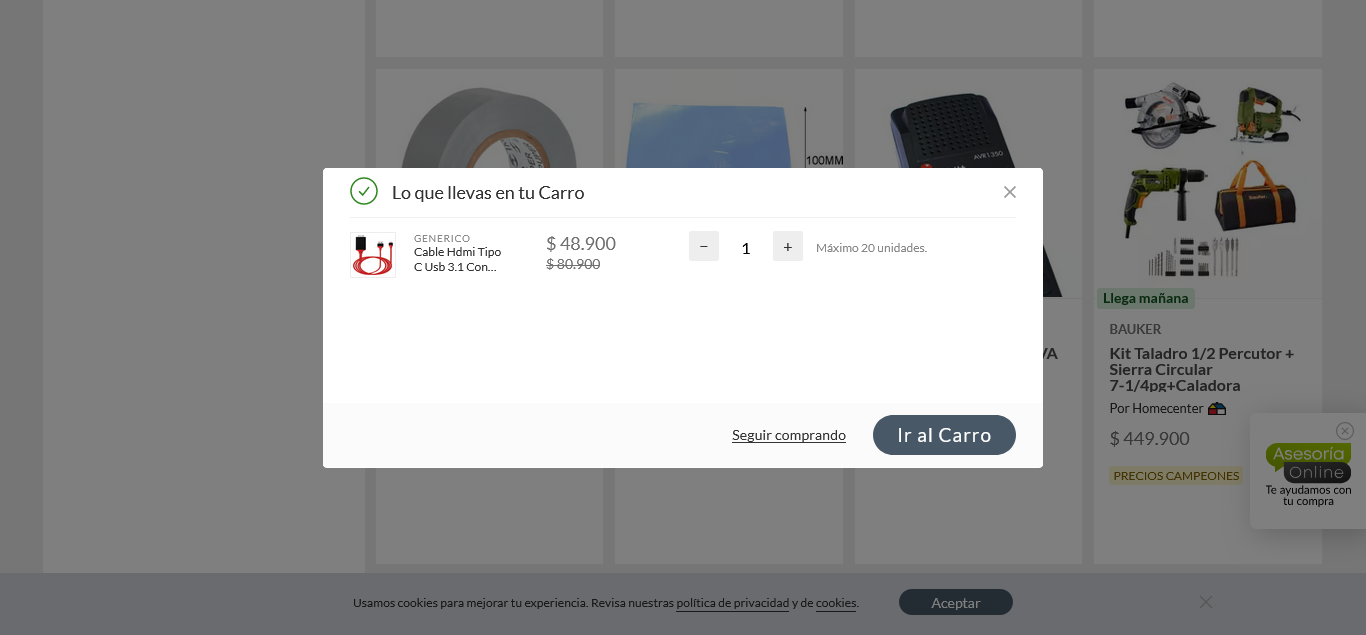 100MM
AVR1350
Lo que llevas en tu Carro
GENERICO
Cable Hdmi Tipo
C Usb 3.1 Con...
$ 48.900
$ 80.900
−
1
+
Máximo 20 unidades.
Seguir comprando
Ir al Carro
Llega mañana
BAUKER
Kit Taladro 1/2 Percutor +
Sierra Circular
7-1/4pg+Caladora
Por Homecenter
$ 449.900
PRECIOS CAMPEONES
Asesoría
Online
Te ayudamos con
tu compra
Usamos cookies para mejorar tu experiencia. Revisa nuestras política de privacidad y de cookies.
Aceptar